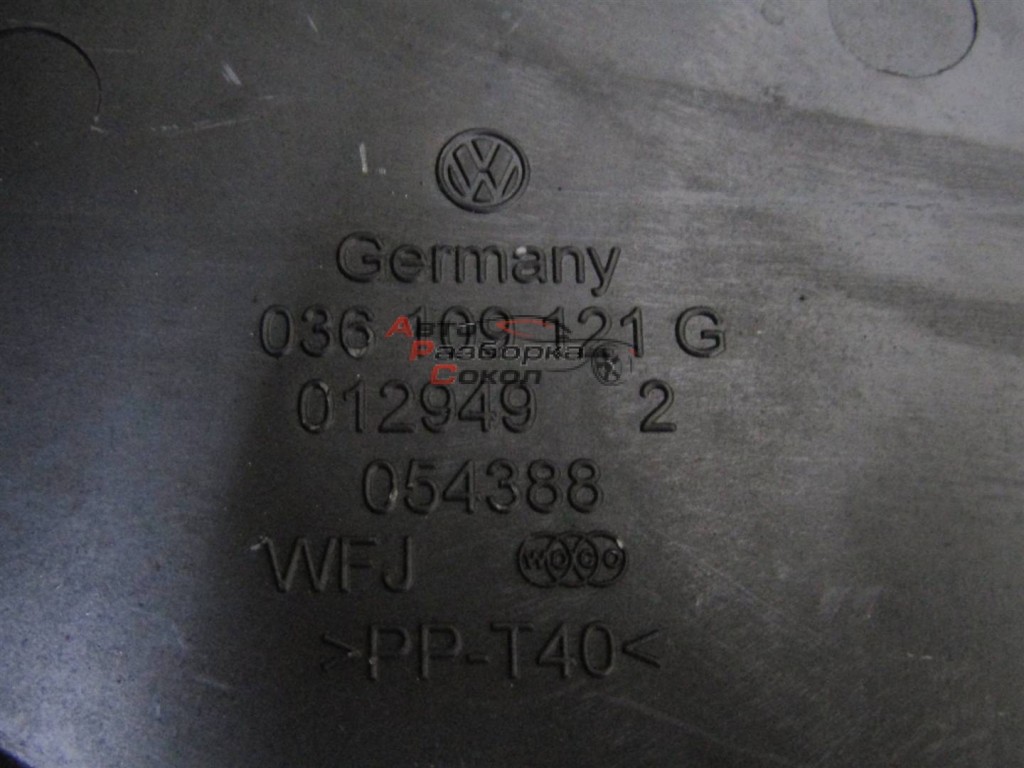 Germany
036 109 121 G
Авто
Разборка
Сокол
012949 2
054388
WFJ
>PP-T40<